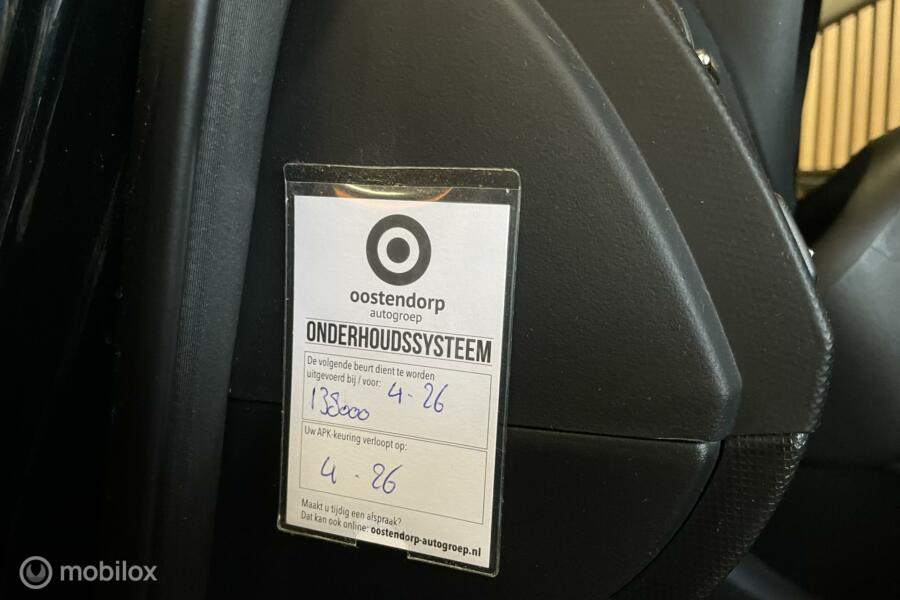 oostendorp
autogroep
ONDERHOUDSSYSTEEM
De volgende beurt dient te worden
uitgevoerd bij / voor: 4-26
138000
Uw APK-keuring verloopt op:
4 - 26
Maakt u tijdig een afspraak?
Dat kan ook online: oostendorp-autogroep.nl
mobilox